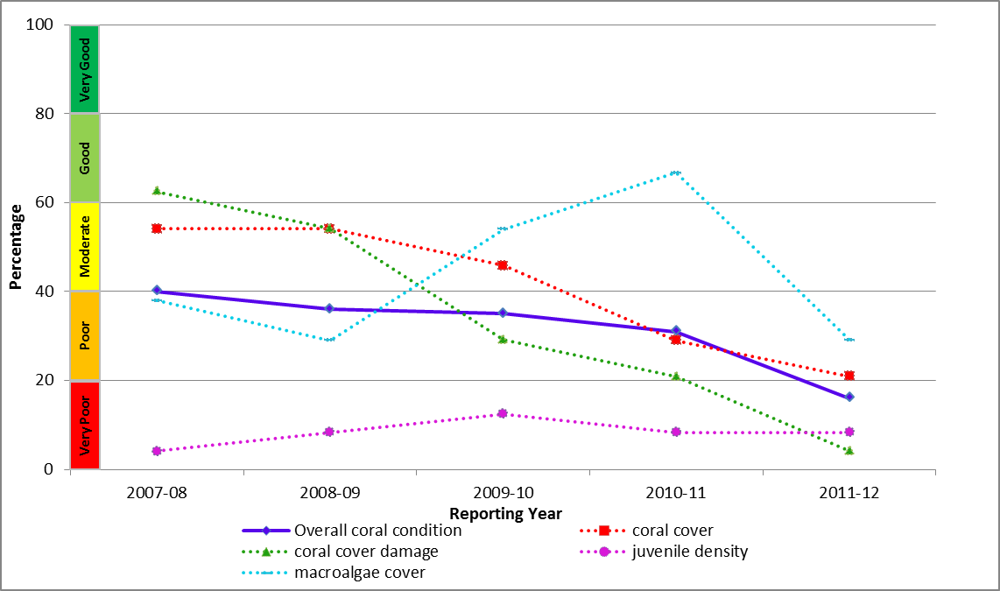 100
80
60
40
20
0
Percentage
Very Good
Good
Moderate
Poor
Very Poor
2007-08 2008-09 2009-10 2010-11 2011-12
Reporting Year
Overall coral condition coral cover
coral cover damage juvenile density
macroalgae cover